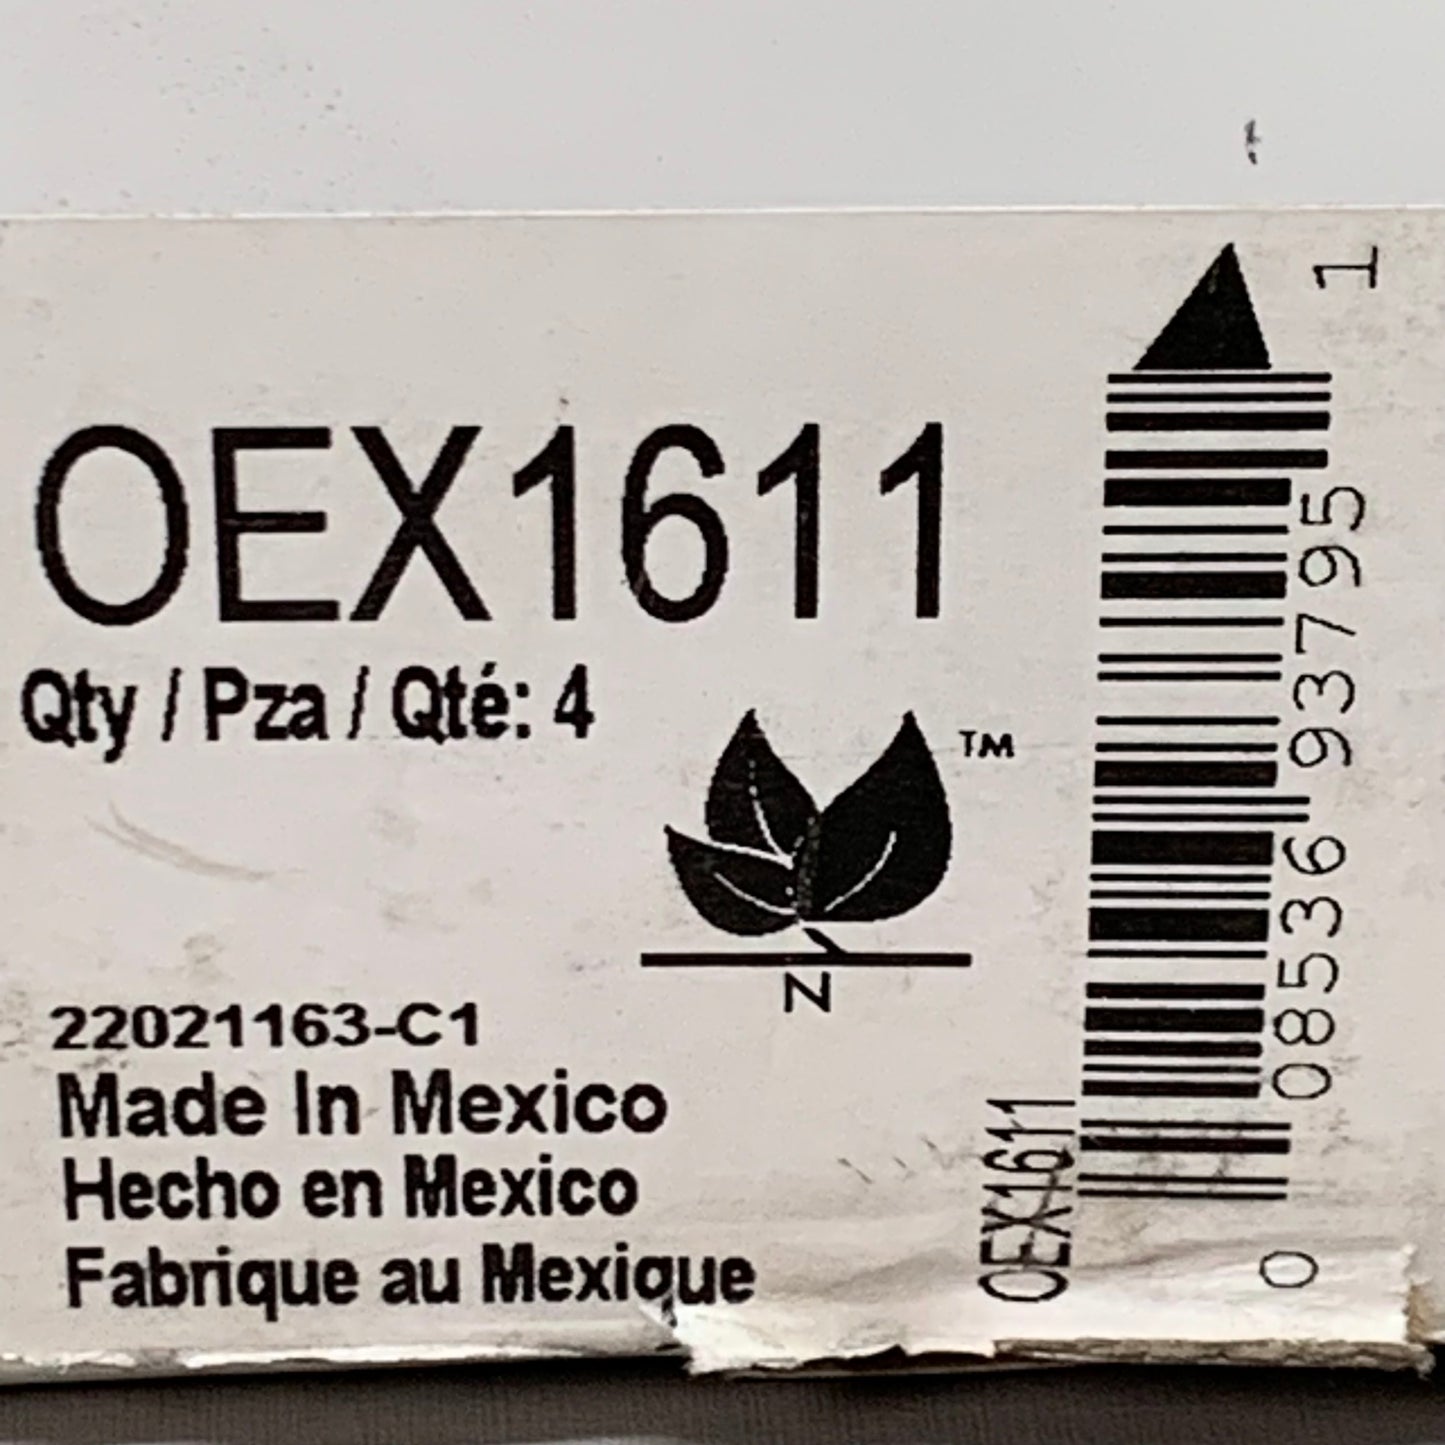 OEX1611
Qty / Pza / Qté: 4
TM
N
22021163-C1
Made In Mexico
Hecho en Mexico
Fabrique au Mexique
OEX1611
0 08536 93795 1